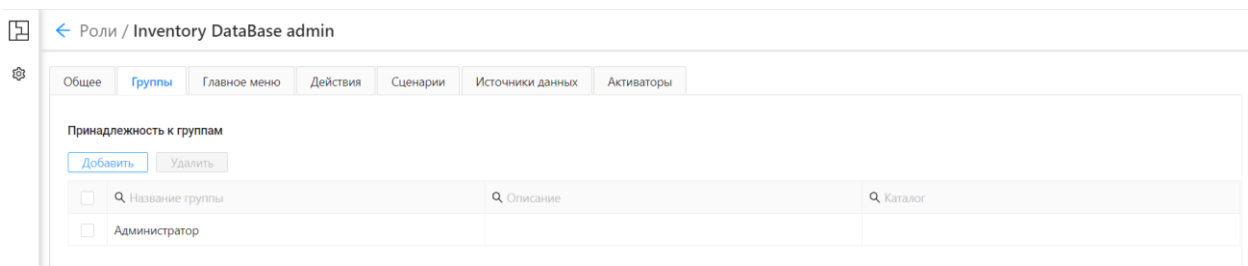 Роли / Inventory DataBase admin
Общее Группы Главное меню Действия Сценарии Источники данных Активаторы
Принадлежность к группам
Добавить Удалить
Название группы Описание Каталог
Администратор